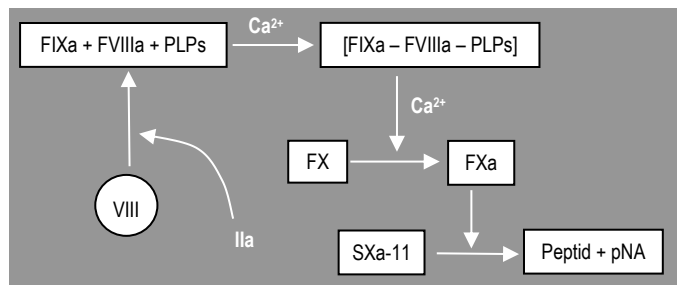 FIXa + FVIIIa + PLPs
Ca²⁺
[FIXa – FVIIIa – PLPs]
Ca²⁺
FX
FXa
VIII
IIa
SXa-11
Peptid + pNA